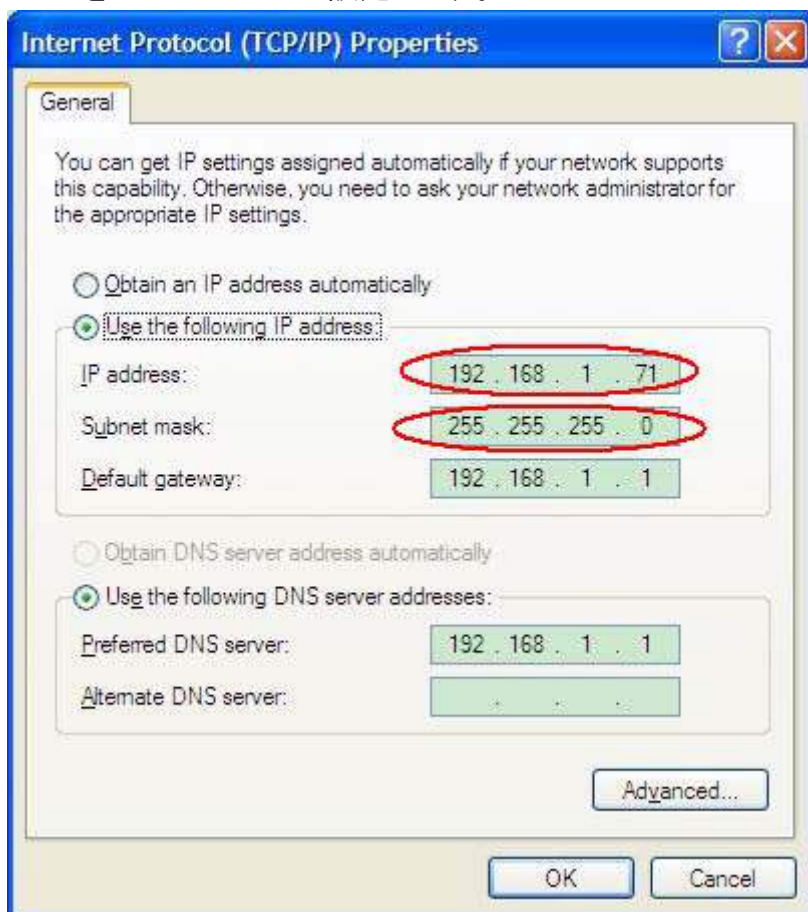 Internet Protocol (TCP/IP) Properties
General
You can get IP settings assigned automatically if your network supports
this capability. Otherwise, you need to ask your network administrator for
the appropriate IP settings.
Obtain an IP address automatically
Use the following IP address:
IP address: 192 . 168 . 1 . 71
Subnet mask: 255 . 255 . 255 . 0
Default gateway: 192 . 168 . 1 . 1
Obtain DNS server address automatically
Use the following DNS server addresses:
Preferred DNS server: 192 . 168 . 1 . 1
Alternate DNS server: . . .
Advanced...
OK Cancel